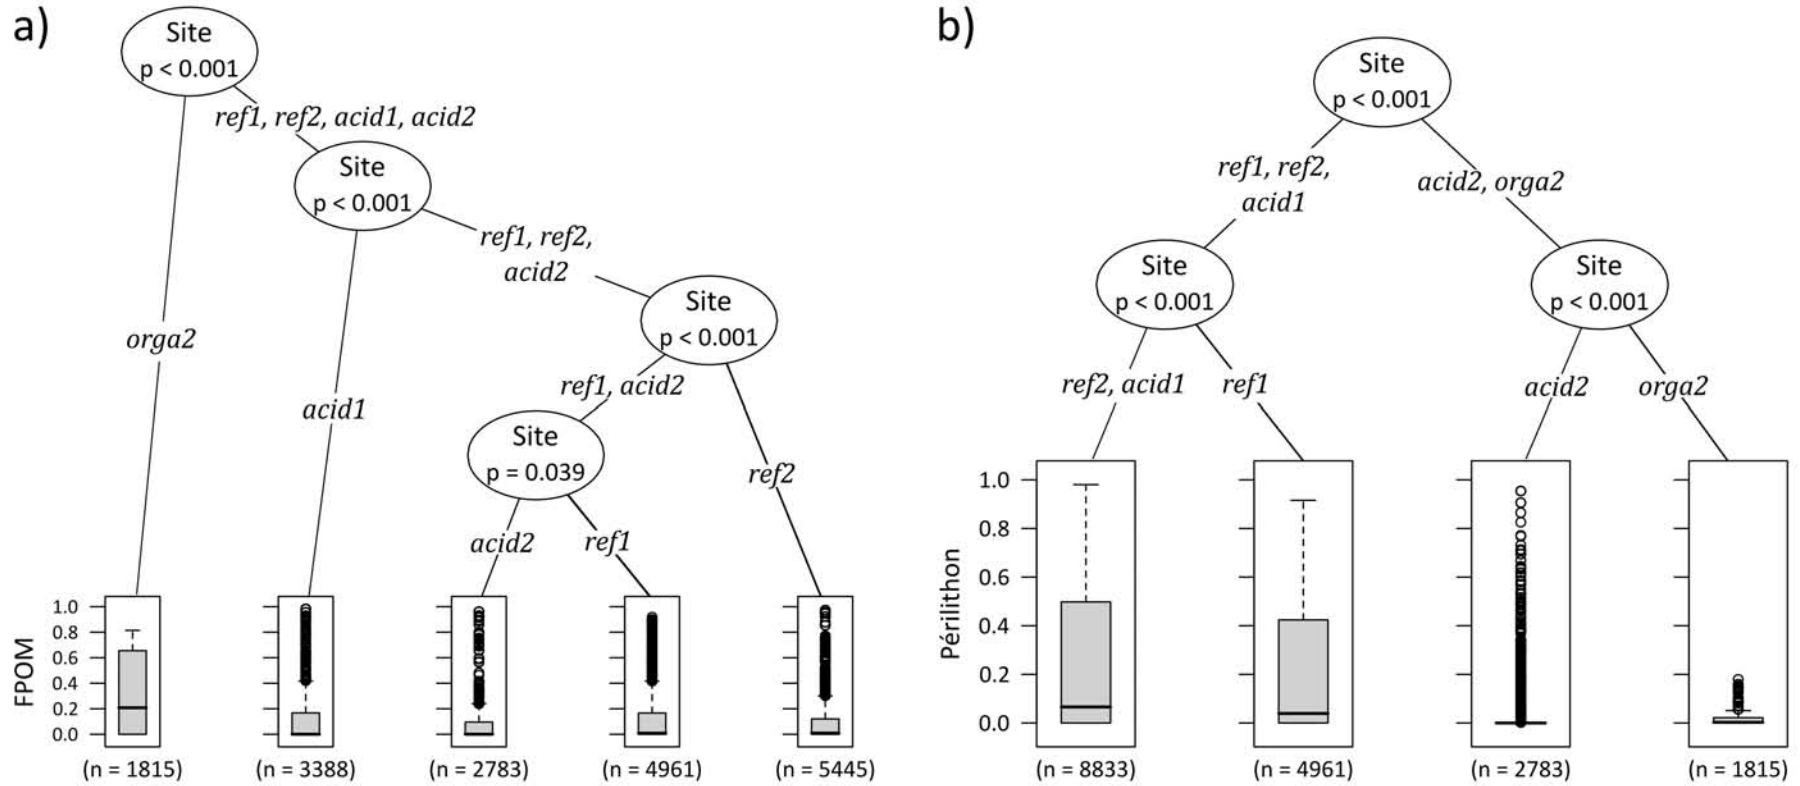 a)
Site
p < 0.001
ref1, ref2, acid1, acid2
Site
p < 0.001
ref1, ref2,
acid2
Site
p < 0.001
orga2
ref1, acid2
acid1
Site
p = 0.039
ref2
acid2
ref1
FPOM
1.0
0.8
0.6
0.4
0.2
0.0
(n = 1815)
(n = 3388)
(n = 2783)
(n = 4961)
(n = 5445)
b)
Site
p < 0.001
ref1, ref2,
acid1
acid2, orga2
Site
p < 0.001
Site
p < 0.001
ref2, acid1
ref1
acid2
orga2
Périlithon
1.0
0.8
0.6
0.4
0.2
0.0
(n = 8833)
(n = 4961)
(n = 2783)
(n = 1815)